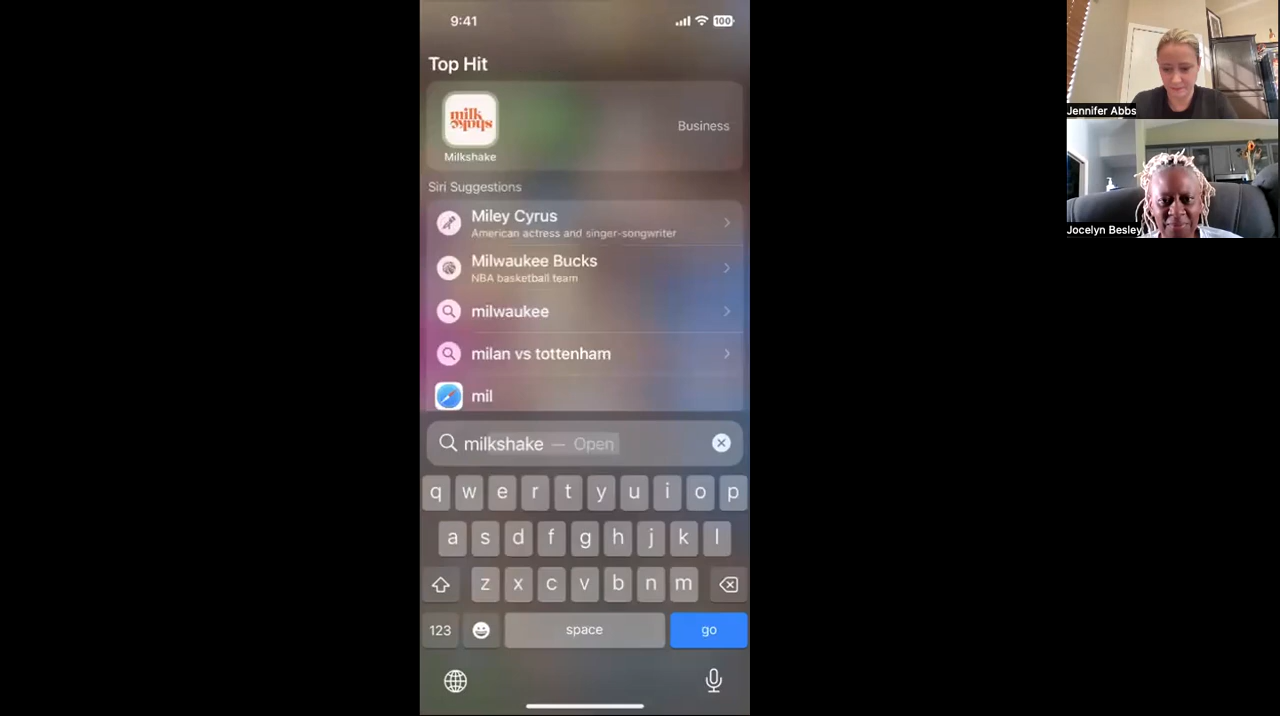 9:41
100
Top Hit
milk
shake
Business
Milkshake
Siri Suggestions
Miley Cyrus
American actress and singer-songwriter
Milwaukee Bucks
NBA basketball team
milwaukee
milan vs tottenham
mil
milkshake — Open
q w e r t y u i o p
a s d f g h j k l
z x c v b n m
123
space
go
Jennifer Abbs
Jocelyn Besley